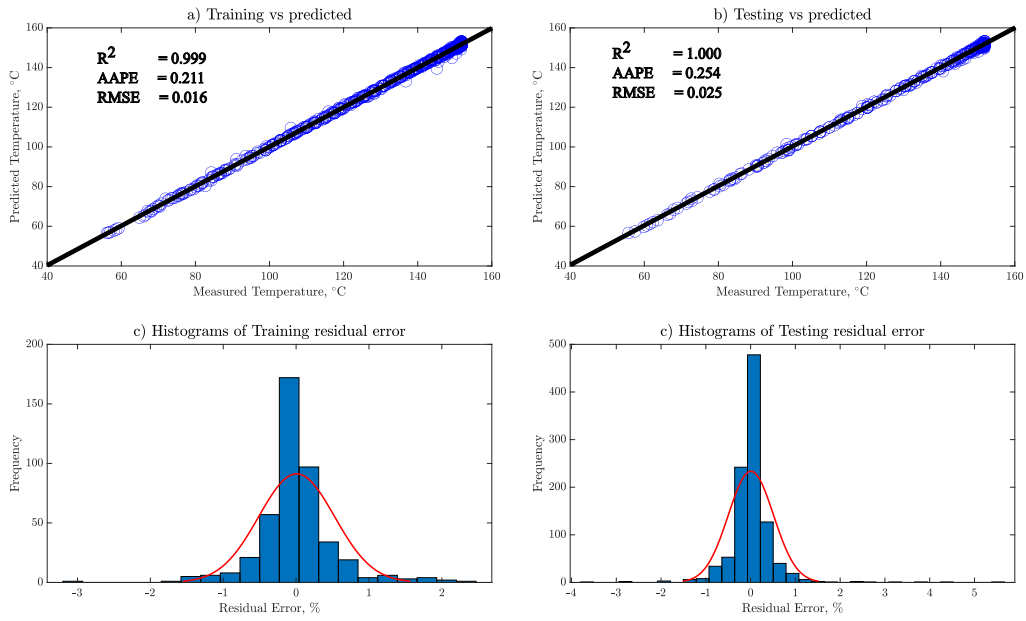 a) Training vs predicted
R2 = 0.999
AAPE = 0.211
RMSE = 0.016
160
140
120
100
80
60
40
40 60 80 100 120 140 160
Predicted Temperature, °C
Measured Temperature, °C
b) Testing vs predicted
R2 = 1.000
AAPE = 0.254
RMSE = 0.025
160
140
120
100
80
60
40
40 60 80 100 120 140 160
Predicted Temperature, °C
Measured Temperature, °C
c) Histograms of Training residual error
200
150
100
50
0
-3 -2 -1 0 1 2
Frequency
Residual Error, %
c) Histograms of Testing residual error
500
400
300
200
100
0
-4 -3 -2 -1 0 1 2 3 4 5
Frequency
Residual Error, %